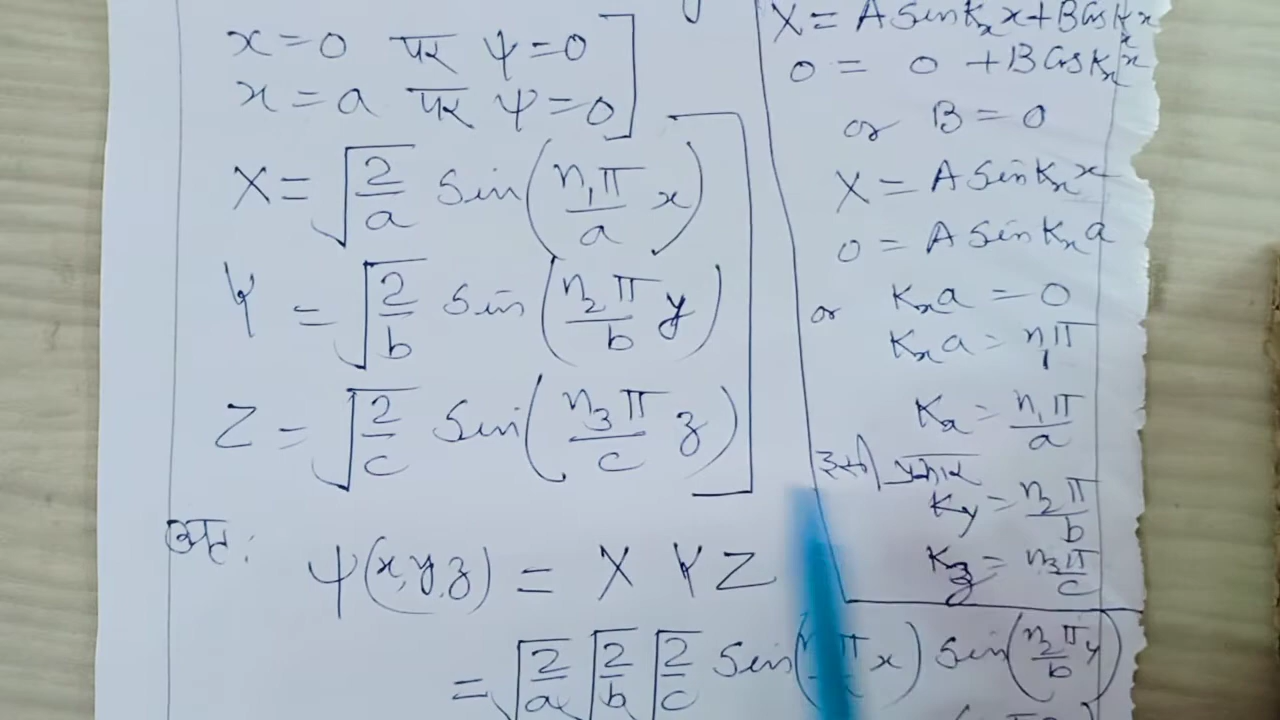 x=0 पर ψ=0
x=a पर ψ=0
X=√(2/a) Sin(n₁π/a x)
Y=√(2/b) Sin(n₂π/b y)
Z=√(2/c) Sin(n₃π/c z)
अतः
ψ(x,y,z) = X Y Z
=√(2/a) √(2/b) √(2/c) Sin( π x) Sin(n₂π/b y)
X= A Sin Kₓx+B Cos Kₓx
0 = 0 +B Cos Kₓx
or B = 0
X = A Sin Kₓx
0 = A Sin Kₓa
or Kₓa = 0
Kₓa = n₁π
Kₓ = n₁π/a
इसी प्रकार
Ky = n₂π/b
Kz = n₃π/c